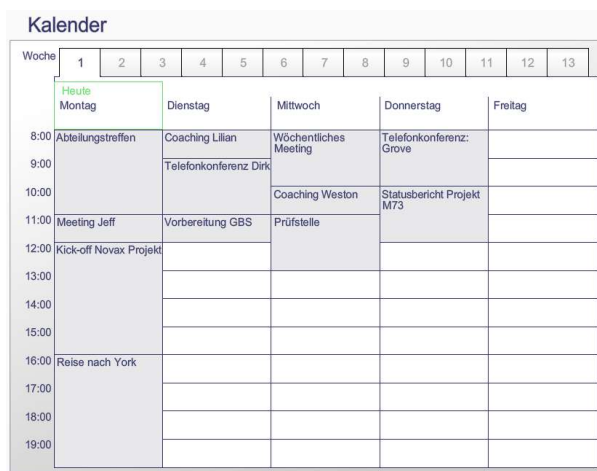 Kalender
Woche 1 2 3 4 5 6 7 8 9 10 11 12 13
Heute
Montag Dienstag Mittwoch Donnerstag Freitag
8:00 Abteilungstreffen Coaching Lilian Wöchentliches Meeting Telefonkonferenz: Grove
9:00 Telefonkonferenz Dirk
10:00 Coaching Weston Statusbericht Projekt M73
11:00 Meeting Jeff Vorbereitung GBS Prüfstelle
12:00 Kick-off Novax Projekt
13:00
14:00
15:00
16:00 Reise nach York
17:00
18:00
19:00